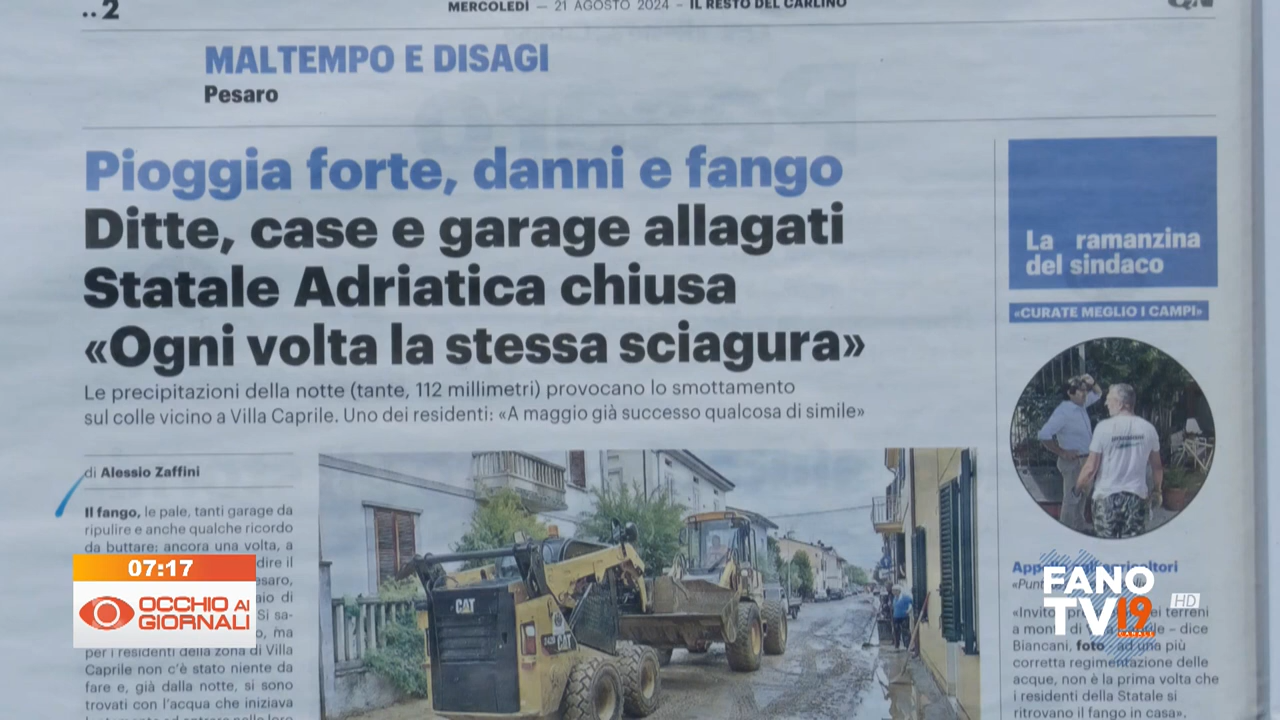 ..2
MERCOLEDÌ — 21 AGOSTO 2024 – IL RESTO DEL CARLINO
MALTEMPO E DISAGI
Pesaro
Pioggia forte, danni e fango
Ditte, case e garage allagati
Statale Adriatica chiusa
«Ogni volta la stessa sciagura»
Le precipitazioni della notte (tante, 112 millimetri) provocano lo smottamento
sul colle vicino a Villa Caprile. Uno dei residenti: «A maggio già successo qualcosa di simile»
di Alessio Zaffini
Il fango, le pale, tanti garage da
ripulire e anche qualche ricordo
da buttare: ancora una volta, a
dire il
esaro,
aio di
Si sa-
o, ma
per i residenti della zona di Villa
Caprile non c'è stato niente da
fare e, già dalla notte, si sono
trovati con l'acqua che iniziava
CAT
CAT
La ramanzina
del sindaco
«CURATE MEGLIO I CAMPI»
«Invito
terreni
a monte di
– dice
Biancani, foto
ad una più
corretta regimentazione delle
acque, non è la prima volta che
i residenti della Statale si
ritrovano il fango in casa».
07:17
OCCHIO AI
GIORNALI
FANO
TV19
HD